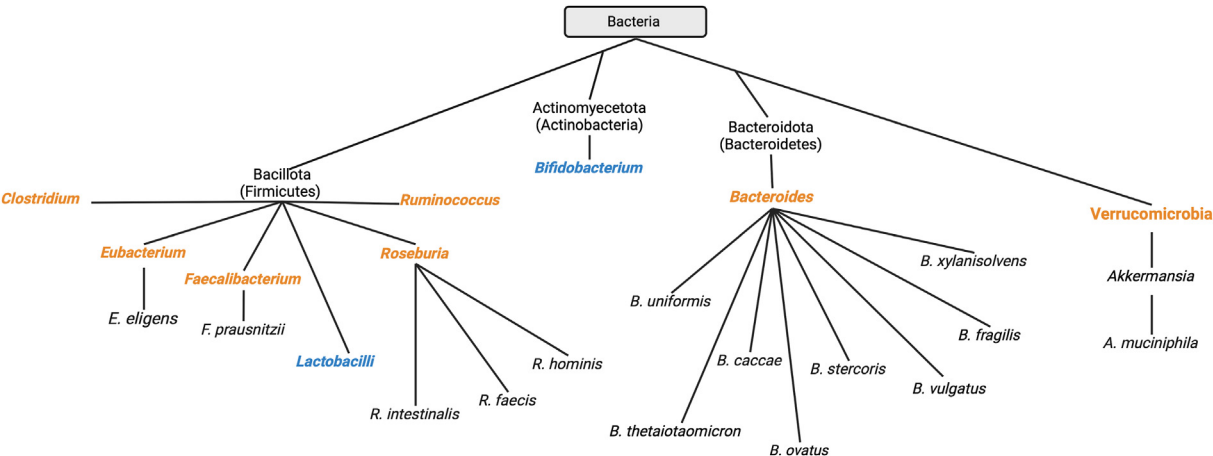 Bacteria
Actinomycetota
(Actinobacteria)
Bacteroidota
(Bacteroidetes)
Bifidobacterium
Bacillota
(Firmicutes)
Clostridium
Ruminococcus
Bacteroides
Verrucomicrobia
Eubacterium
Roseburia
Faecalibacterium
B. xylanisolvens
Akkermansia
B. uniformis
E. eligens
F. prausnitzii
B. fragilis
A. muciniphila
Lactobacilli
R. hominis
B. caccae
B. stercoris
B. vulgatus
R. faecis
R. intestinalis
B. thetaiotaomicron
B. ovatus